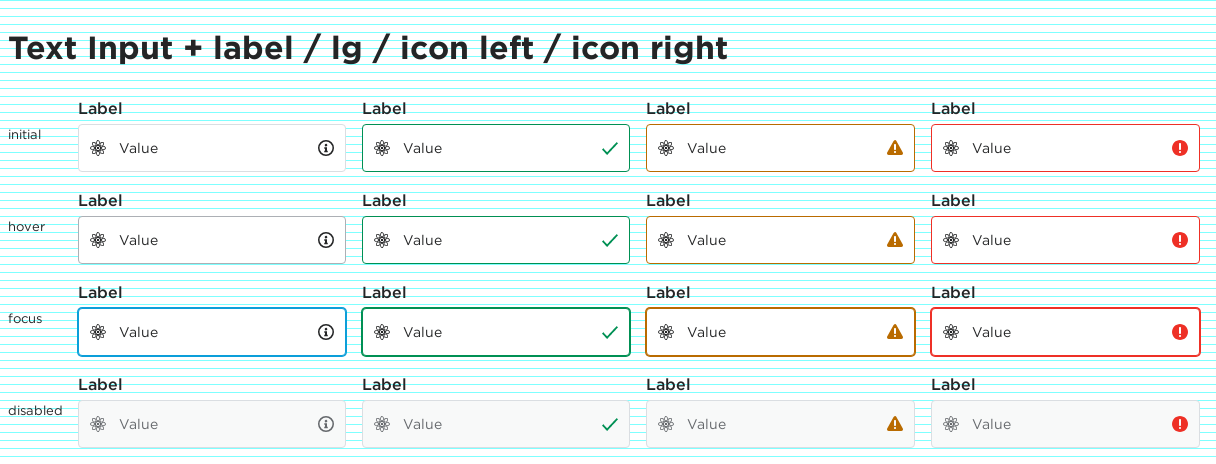 Text Input + label / lg / icon left / icon right
Label Label Label Label
initial Value Value Value Value
Label Label Label Label
hover Value Value Value Value
Label Label Label Label
focus Value Value Value Value
Label Label Label Label
disabled Value Value Value Value